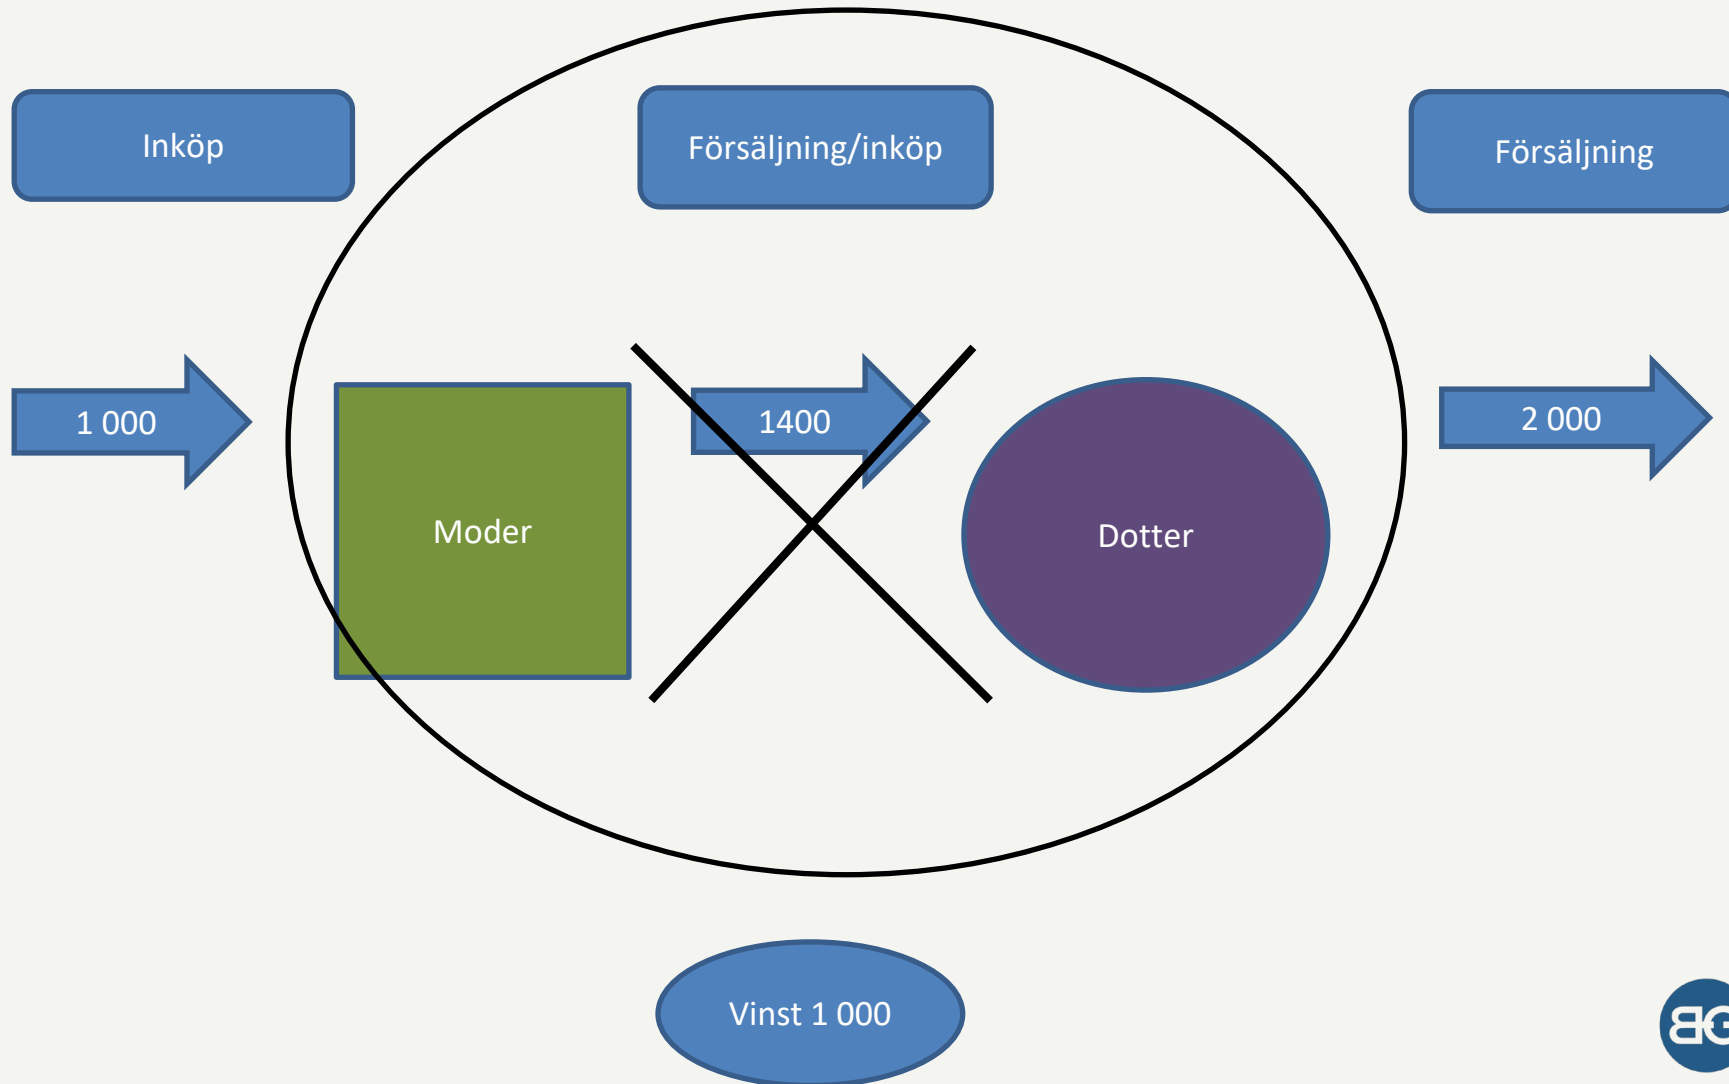 Inköp
Försäljning/inköp
Försäljning
1 000
1400
2 000
Moder
Dotter
Vinst 1 000